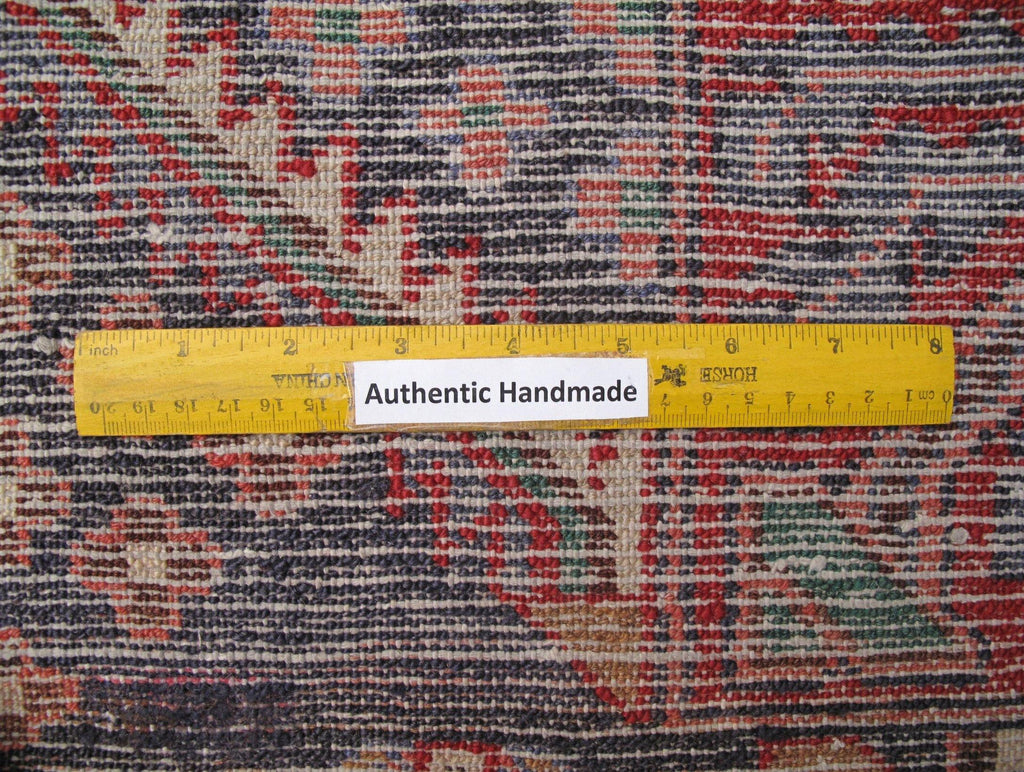 inch 1 2 3 4 5 6 7 8
Authentic Handmade
HORSE
CHINA
0 cm 1 2 3 4 5 6 7 15 16 17 18 19 20